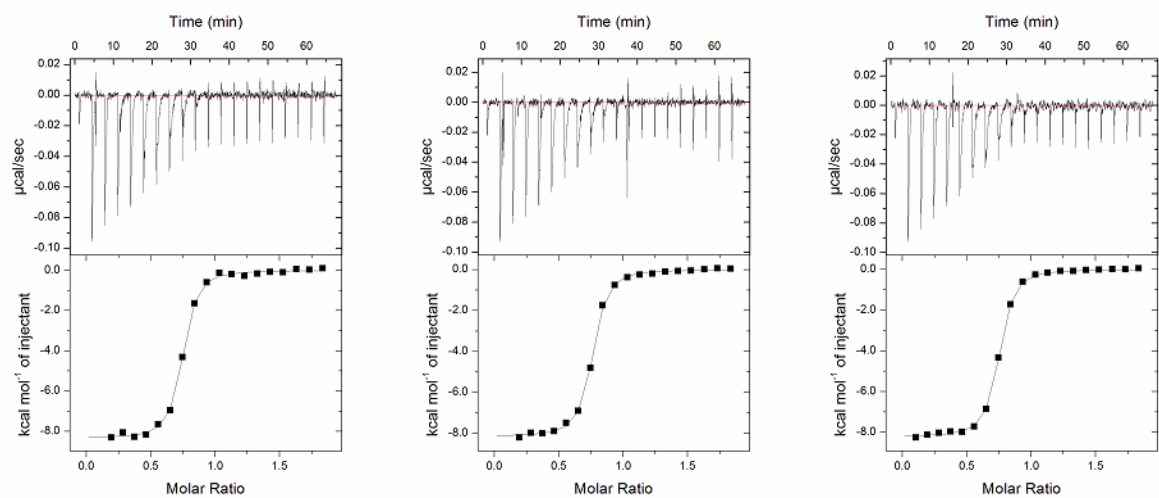 Time (min) Time (min) Time (min)
0 10 20 30 40 50 60 0 10 20 30 40 50 60 0 10 20 30 40 50 60
0.02 0.02 0.02
0.00 0.00 0.00
-0.02 -0.02 -0.02
-0.04 -0.04 -0.04
-0.06 -0.06 -0.06
-0.08 -0.08 -0.08
-0.10 -0.10 -0.10
µcal/sec µcal/sec µcal/sec
0.0 0.0 0.0
-2.0 -2.0 -2.0
-4.0 -4.0 -4.0
-6.0 -6.0 -6.0
-8.0 -8.0 -8.0
kcal mol⁻¹ of injectant kcal mol⁻¹ of injectant kcal mol⁻¹ of injectant
0.0 0.5 1.0 1.5 0.0 0.5 1.0 1.5 0.0 0.5 1.0 1.5
Molar Ratio Molar Ratio Molar Ratio